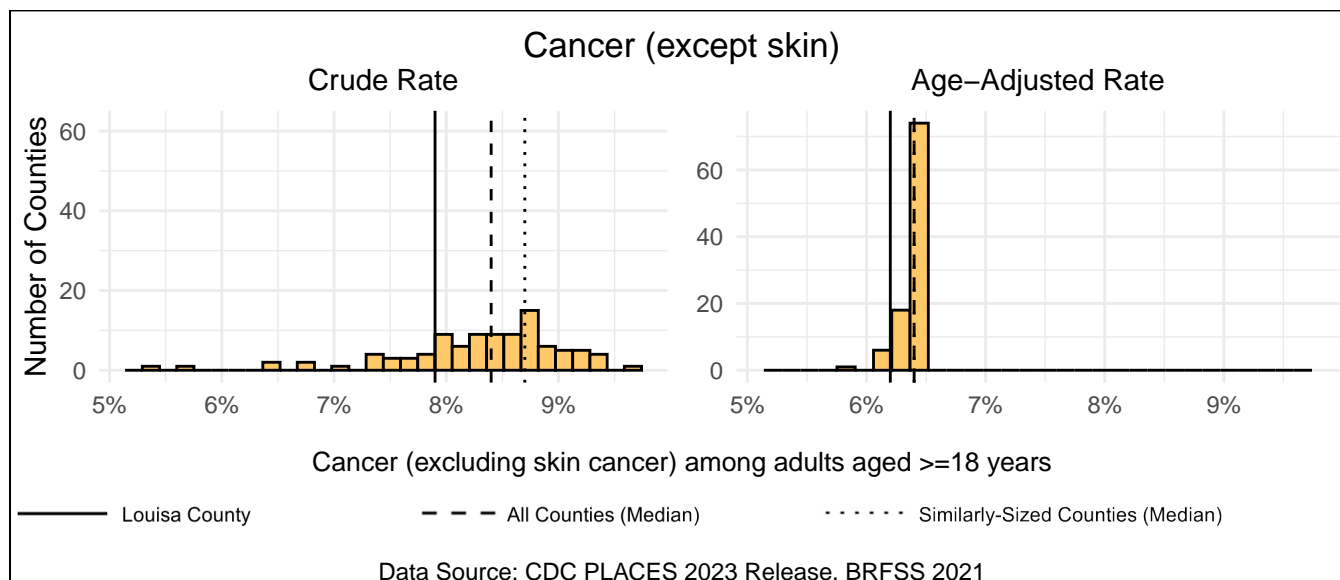 Cancer (except skin)
Crude Rate
Age−Adjusted Rate
Number of Counties
60
40
20
0
5%
6%
7%
8%
9%
60
40
20
0
5%
6%
7%
8%
9%
Cancer (excluding skin cancer) among adults aged >=18 years
Louisa County
All Counties (Median)
Similarly-Sized Counties (Median)
Data Source: CDC PLACES 2023 Release, BRFSS 2021